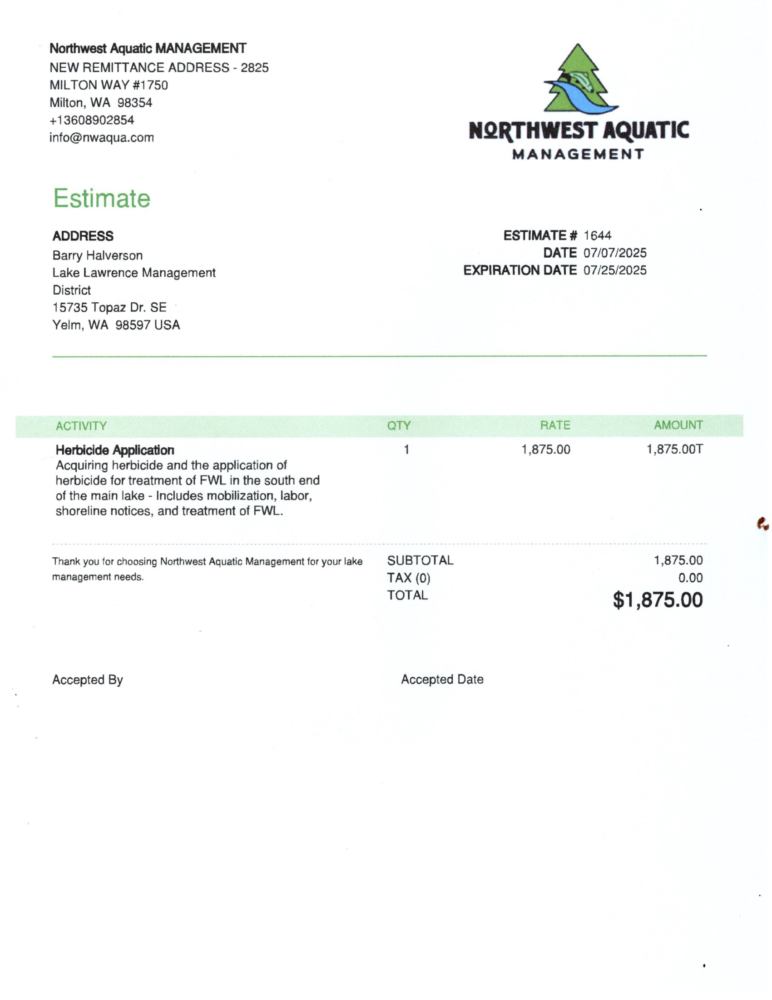 Northwest Aquatic MANAGEMENT
NEW REMITTANCE ADDRESS - 2825
MILTON WAY #1750
Milton, WA 98354
+13608902854
info@nwaqua.com
NORTHWEST AQUATIC
MANAGEMENT
Estimate
ADDRESS
Barry Halverson
Lake Lawrence Management
District
15735 Topaz Dr. SE
Yelm, WA 98597 USA
ESTIMATE # 1644
DATE 07/07/2025
EXPIRATION DATE 07/25/2025
ACTIVITY QTY RATE AMOUNT
Herbicide Application 1 1,875.00 1,875.00T
Acquiring herbicide and the application of
herbicide for treatment of FWL in the south end
of the main lake - Includes mobilization, labor,
shoreline notices, and treatment of FWL.
Thank you for choosing Northwest Aquatic Management for your lake
management needs.
SUBTOTAL 1,875.00
TAX (0) 0.00
TOTAL $1,875.00
Accepted By Accepted Date